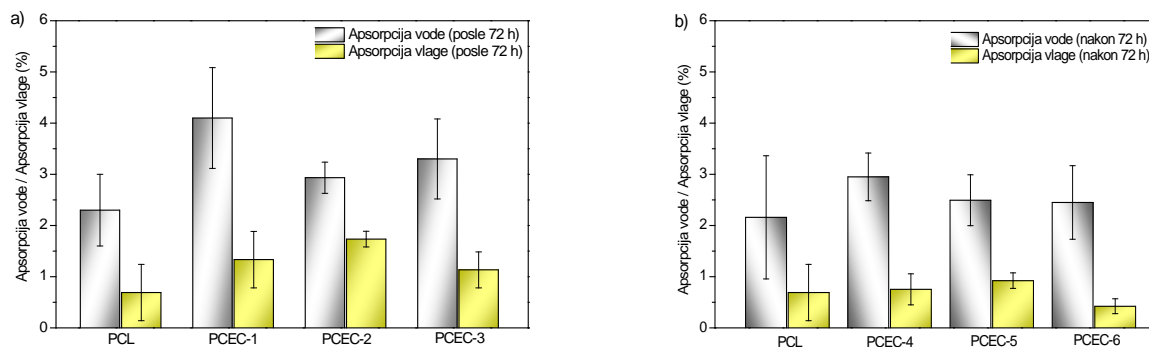 a)
Apsorpcija vode / Apsorpcija vlage (%)
6
5
4
3
2
1
0
Apsorpcija vode (posle 72 h)
Apsorpcija vlage (posle 72 h)
PCL PCEC-1 PCEC-2 PCEC-3
b)
Apsorpcija vode / Apsorpcija vlage (%)
6
5
4
3
2
1
0
Apsorpcija vode (nakon 72 h)
Apsorpcija vlage (nakon 72 h)
PCL PCEC-4 PCEC-5 PCEC-6